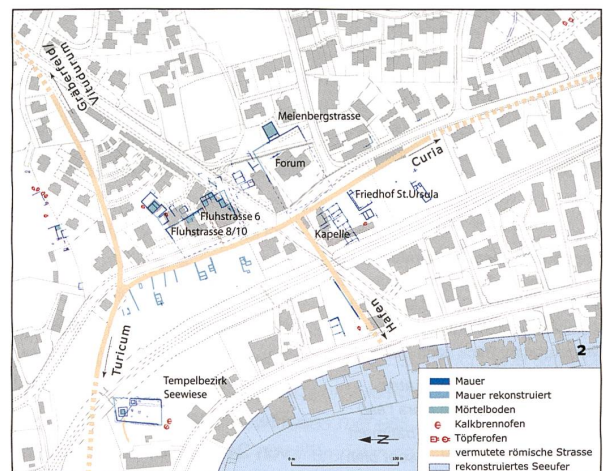 Gräberfeld/
Vitudurum
Meienbergstrasse
Forum
Curia
Friedhof St.Ursula
Fluhstrasse 6
Fluhstrasse 8/10
Kapelle
Hafen
Turicum
Tempelbezirk
Seewiese
2
N
0 m 100 m
Mauer
Mauer rekonstruiert
Mörtelboden
Kalkbrennofen
Töpferofen
vermutete römische Strasse
rekonstruiertes Seeufer